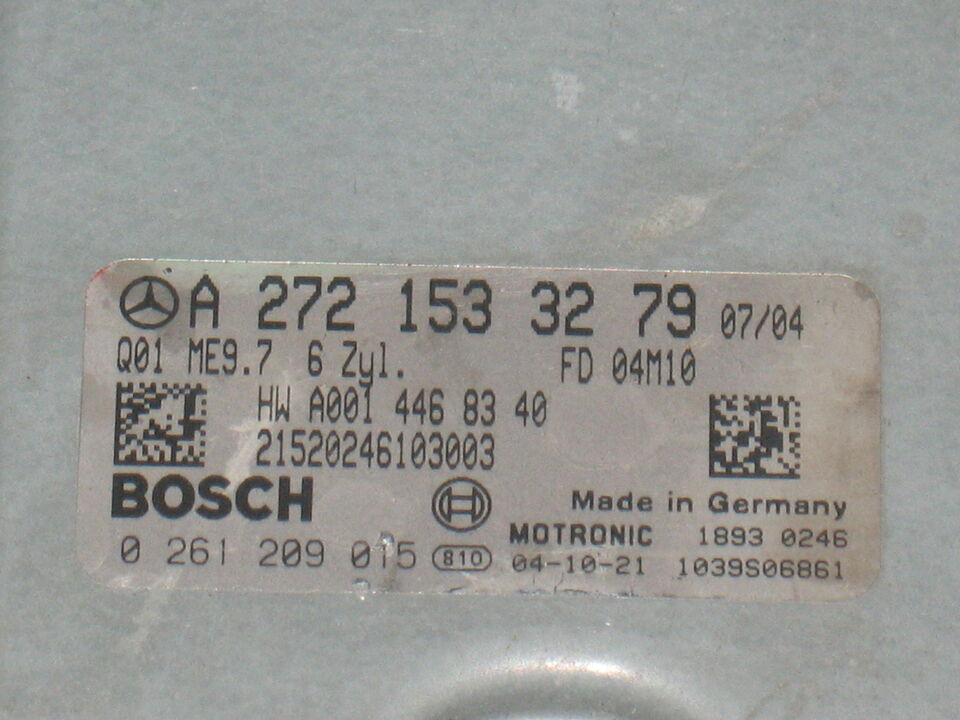 A 272 153 32 79 07/04
Q01 ME9.7 6 Zyl. FD 04M10
HW A001 446 83 40
21520246103003
BOSCH Made in Germany
MOTRONIC 1893 0246
0 261 209 015 810 04-10-21 1039S06861